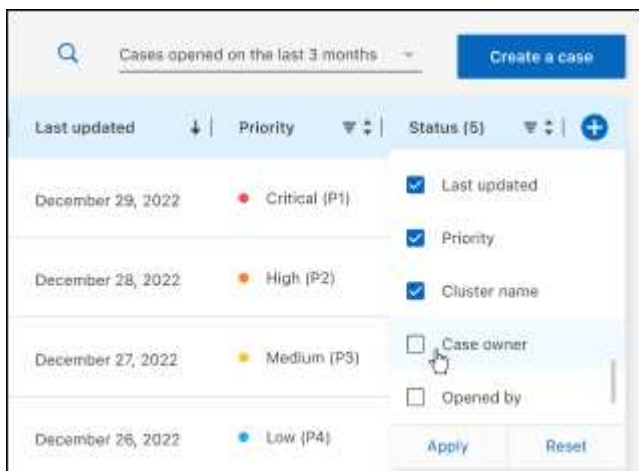 Cases opened on the last 3 months
Create a case
Last updated
Priority
Status (5)
December 29, 2022
Critical (P1)
December 28, 2022
High (P2)
December 27, 2022
Medium (P3)
December 26, 2022
Low (P4)
Last updated
Priority
Cluster name
Case owner
Opened by
Apply
Reset